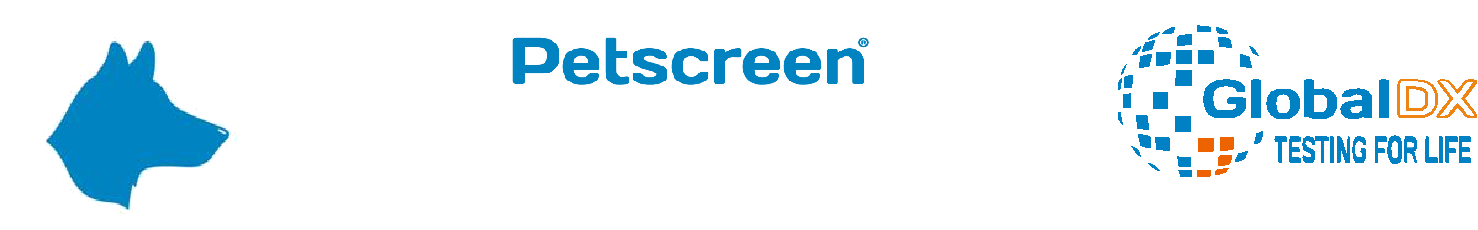 Petscreen®
GlobalDX
TESTING FOR LIFE